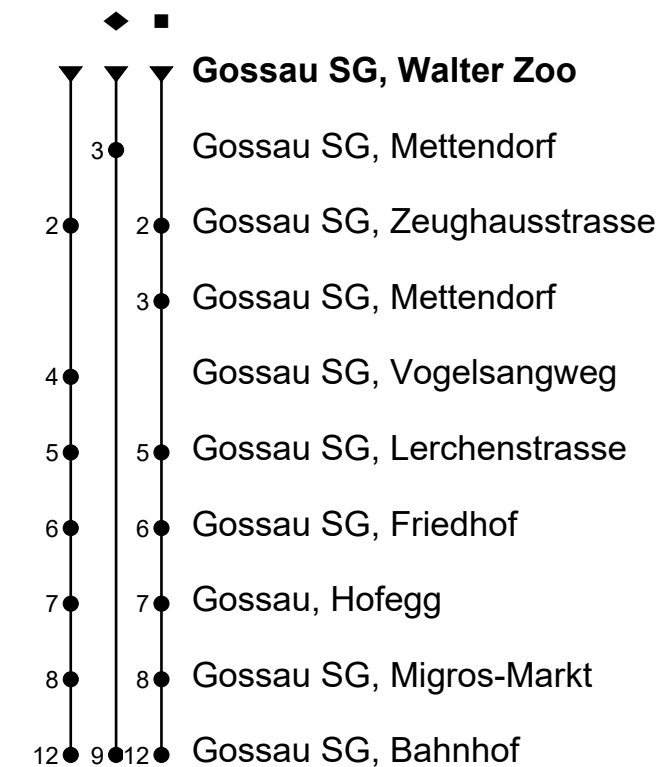 Gossau SG, Walter Zoo
3 Gossau SG, Mettendorf
2 2 Gossau SG, Zeughausstrasse
3 Gossau SG, Mettendorf
4 Gossau SG, Vogelsangweg
5 5 Gossau SG, Lerchenstrasse
6 6 Gossau SG, Friedhof
7 7 Gossau, Hofegg
8 8 Gossau SG, Migros-Markt
12 9 12 Gossau SG, Bahnhof